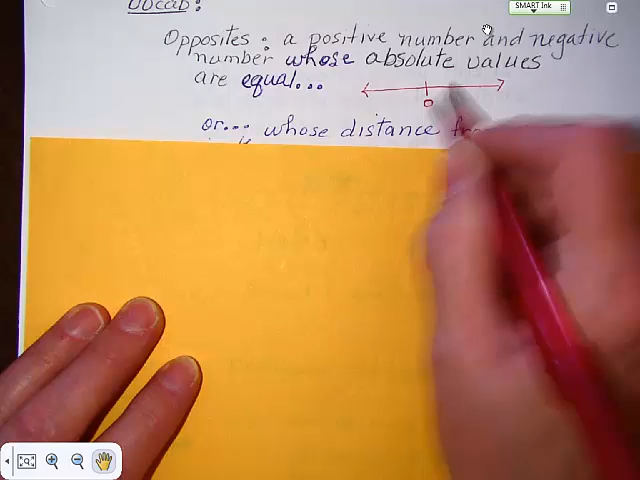 Vocab:
SMART Ink
Opposites: a positive number and negative
number whose absolute values
are equal...
0
or... whose distance